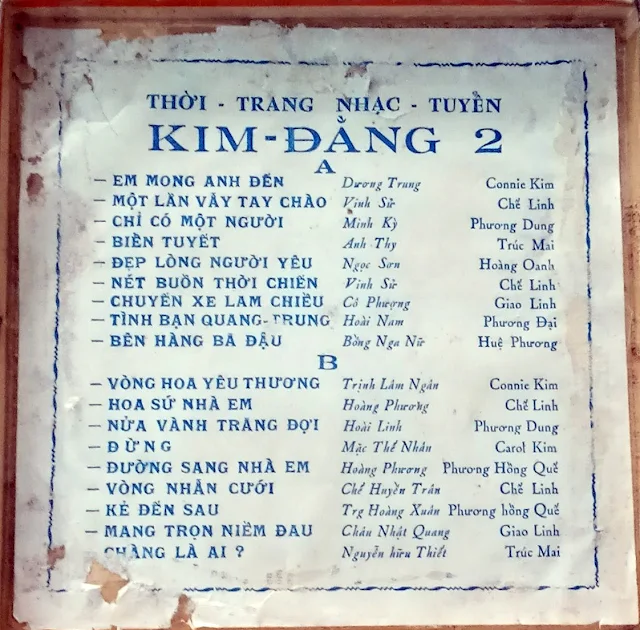 THỜI - TRANG NHẠC - TUYỂN
KIM-ĐẰNG 2
A
— EM MONG ANH ĐẾN Dương Trung Connie Kim
— MỘT LẦN VẪY TAY CHÀO Vinh Sử Chế Linh
— CHỈ CÓ MỘT NGƯỜI Minh Kỳ Phương Dung
— BIỂN TUYẾT Anh Thy Trúc Mai
— ĐẸP LÒNG NGƯỜI YÊU Ngọc Sơn Hoàng Oanh
— NÉT BUỒN THỜI CHIẾN Vinh Sử Chế Linh
— CHUYẾN XE LAM CHIỀU Cô Phượng Giao Linh
— TÌNH BẠN QUANG-TRUNG Hoài Nam Phương Đại
— BÊN HÀNG BÃ ĐẬU Bông Nga Nữ Huệ Phương
B
— VÒNG HOA YÊU THƯƠNG Trịnh Lâm Ngân Connie Kim
— HOA SỨ NHÀ EM Hoàng Phương Chế Linh
— NỬA VÀNH TRĂNG ĐỢI Hoài Linh Phương Dung
— ĐỪNG Mặc Thế Nhân Carol Kim
— ĐƯỜNG SANG NHÀ EM Hoàng Phương Phương Hồng Quế
— VÒNG NHẪN CƯỚI Chế Huyền Trân Chế Linh
— KẺ ĐẾN SAU Trg Hoàng Xuân Phương hồng Quế
— MANG TRỌN NIỀM ĐAU Chân Nhật Quang Giao Linh
CHÀNG LÀ AI ? Nguyễn hữu Thiết Trúc Mai